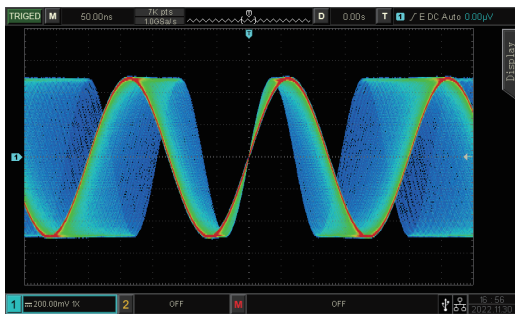 TRIGED M 50.00ns 7K pts 1.0GSa/s D 0.00s T 1 E DC Auto 0.00μV
T
Display
1
1 200.00mV 1X 2 OFF M OFF 16:56
2022.11.30